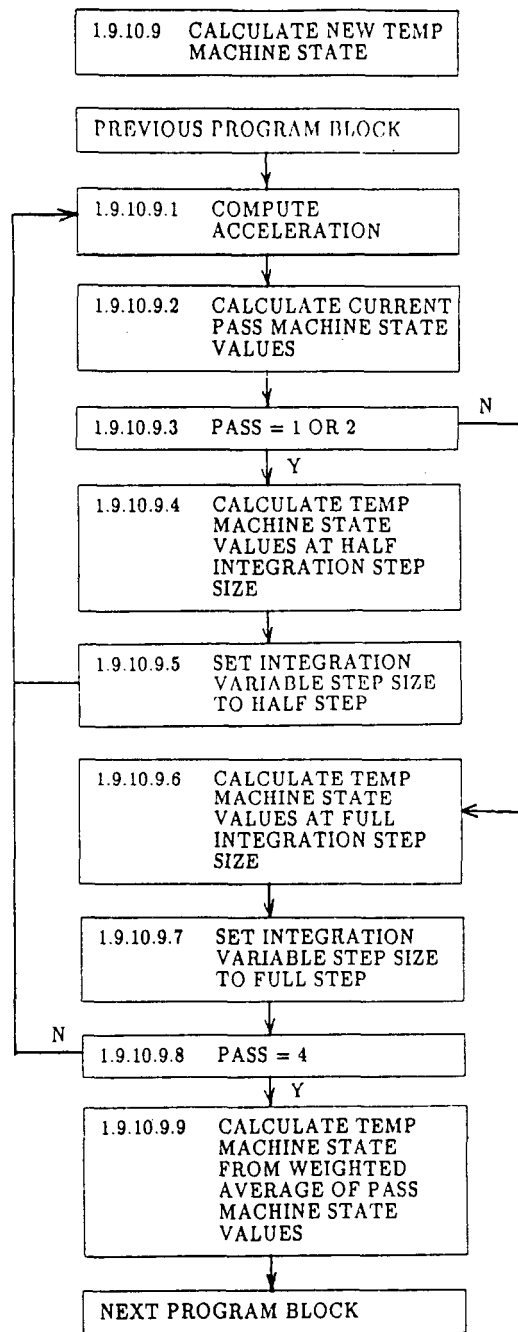 1.9.10.9 CALCULATE NEW TEMP
MACHINE STATE
PREVIOUS PROGRAM BLOCK
1.9.10.9.1 COMPUTE
ACCELERATION
1.9.10.9.2 CALCULATE CURRENT
PASS MACHINE STATE
VALUES
1.9.10.9.3 PASS = 1 OR 2
N
Y
1.9.10.9.4 CALCULATE TEMP
MACHINE STATE
VALUES AT HALF
INTEGRATION STEP
SIZE
1.9.10.9.5 SET INTEGRATION
VARIABLE STEP SIZE
TO HALF STEP
1.9.10.9.6 CALCULATE TEMP
MACHINE STATE
VALUES AT FULL
INTEGRATION STEP
SIZE
1.9.10.9.7 SET INTEGRATION
VARIABLE STEP SIZE
TO FULL STEP
N
1.9.10.9.8 PASS = 4
Y
1.9.10.9.9 CALCULATE TEMP
MACHINE STATE
FROM WEIGHTED
AVERAGE OF PASS
MACHINE STATE
VALUES
NEXT PROGRAM BLOCK